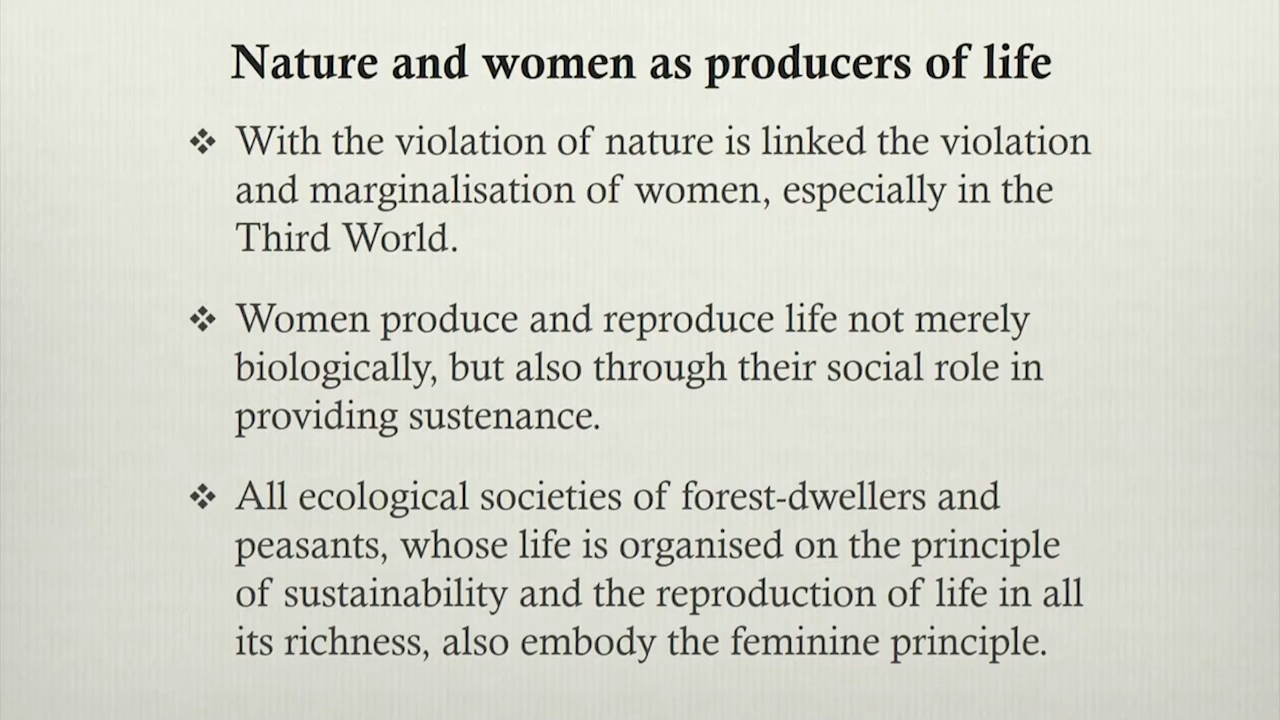 Nature and women as producers of life
❖ With the violation of nature is linked the violation
and marginalisation of women, especially in the
Third World.
❖ Women produce and reproduce life not merely
biologically, but also through their social role in
providing sustenance.
❖ All ecological societies of forest-dwellers and
peasants, whose life is organised on the principle
of sustainability and the reproduction of life in all
its richness, also embody the feminine principle.